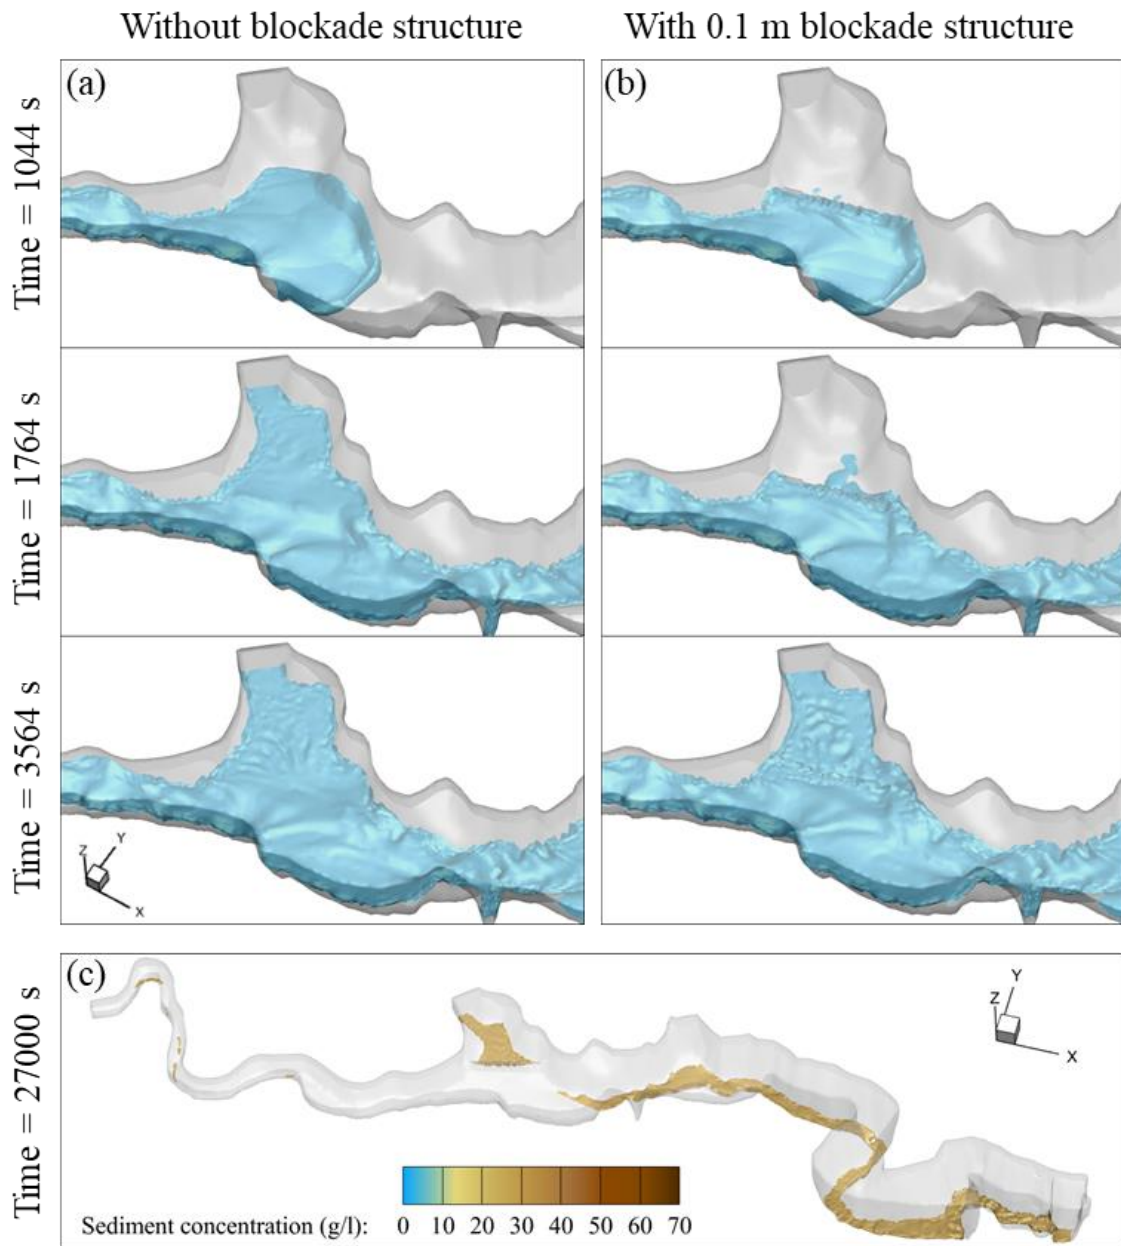 Without blockade structure
With 0.1 m blockade structure
Time = 1044 s
(a)
(b)
Time = 1764 s
Time = 3564 s
Z
Y
X
Time = 27000 s
(c)
Z
Y
X
Sediment concentration (g/l):
0 10 20 30 40 50 60 70